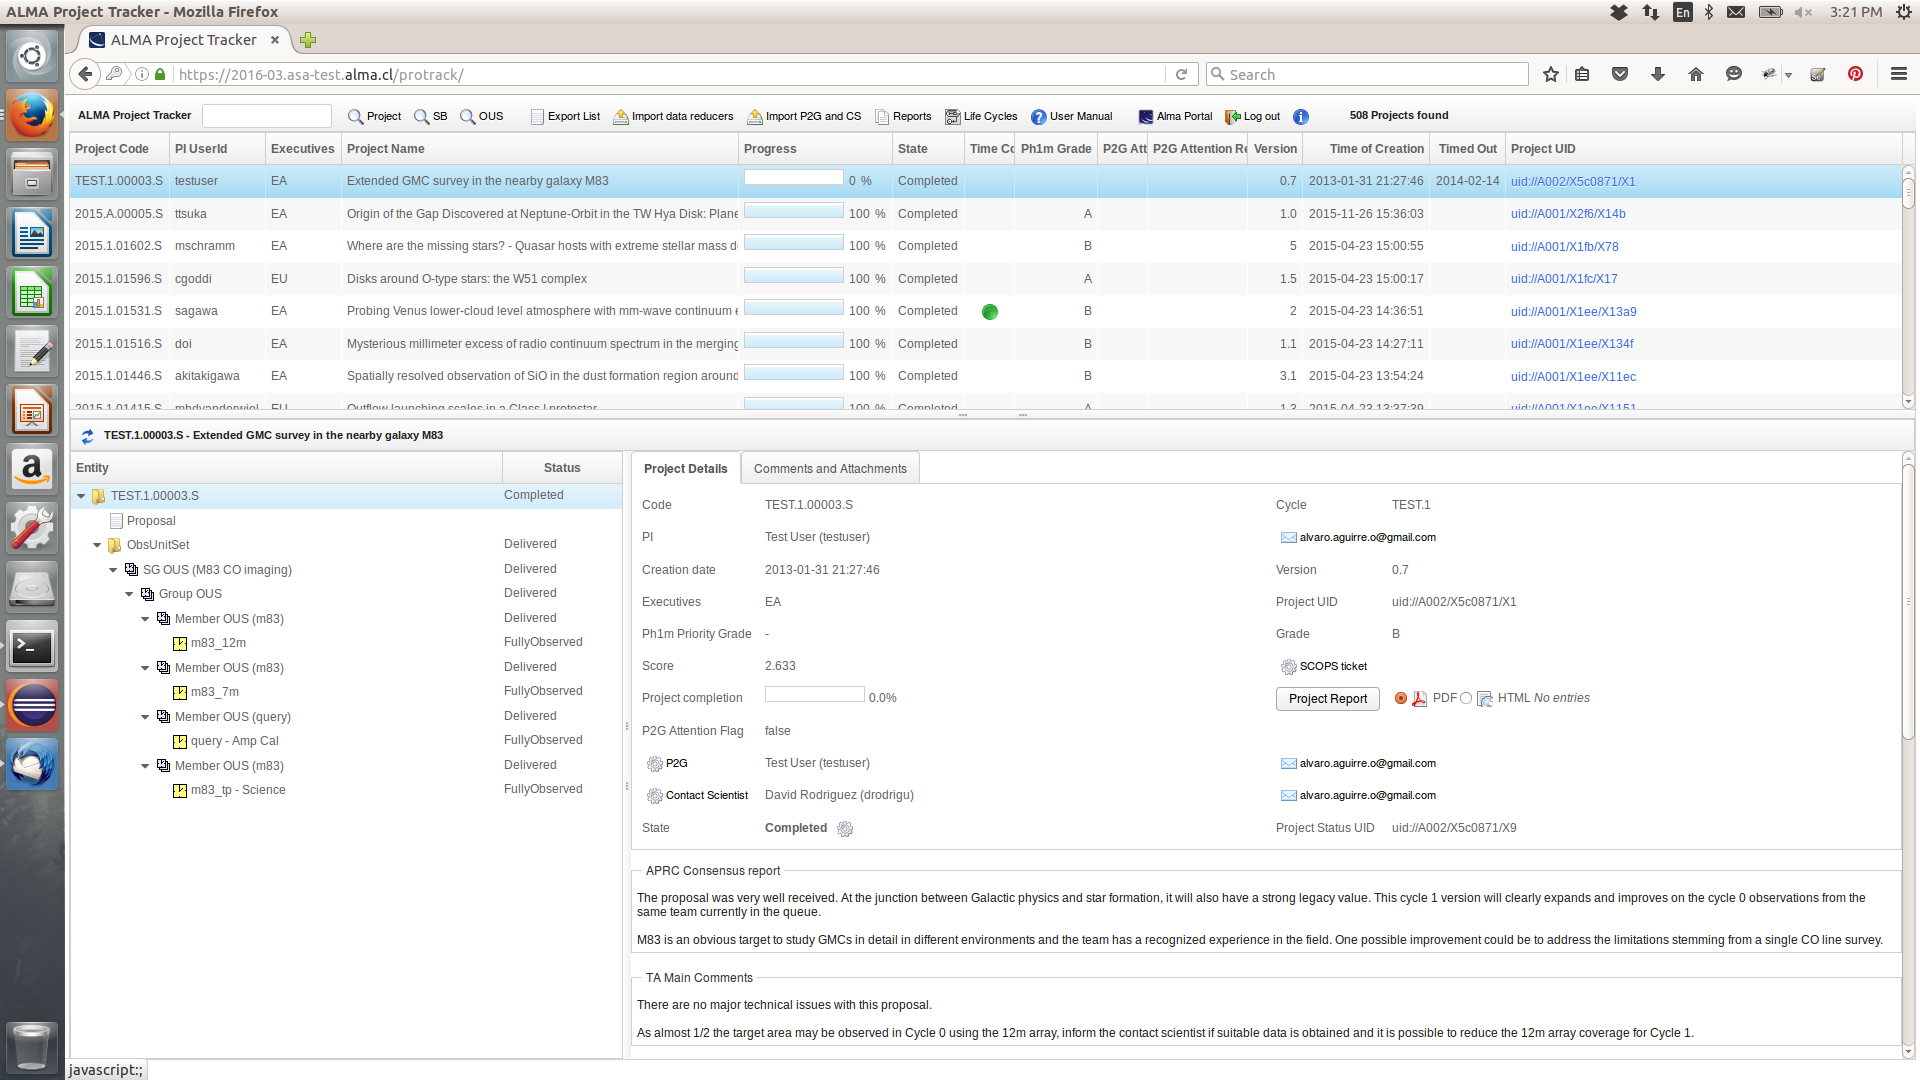 ALMA Project Tracker - Mozilla Firefox
En
3:21 PM
ALMA Project Tracker
https://2016-03.asa-test.alma.cl/protrack/
Search
ALMA Project Tracker Project SB OUS Export List Import data reducers Import P2G and CS Reports Life Cycles User Manual Alma Portal Log out 508 Projects found
Project Code PI UserId Executives Project Name Progress State Time Co Ph1m Grade P2G Att P2G Attention Re Version Time of Creation Timed Out Project UID
TEST.1.00003.S testuser EA Extended GMC survey in the nearby galaxy M83 0 % Completed 0.7 2013-01-31 21:27:46 2014-02-14 uid://A002/X5c0871/X1
2015.A.00005.S ttsuka EA Origin of the Gap Discovered at Neptune-Orbit in the TW Hya Disk: Plane 100 % Completed A 1.0 2015-11-26 15:36:03 uid://A001/X2f6/X14b
2015.1.01602.S mschramm EA Where are the missing stars? - Quasar hosts with extreme stellar mass d 100 % Completed B 5 2015-04-23 15:00:55 uid://A001/X1fb/X78
2015.1.01596.S cgoddi EU Disks around O-type stars: the W51 complex 100 % Completed A 1.5 2015-04-23 15:00:17 uid://A001/X1fc/X17
2015.1.01531.S sagawa EA Probing Venus lower-cloud level atmosphere with mm-wave continuum e 100 % Completed B 2 2015-04-23 14:36:51 uid://A001/X1ee/X13a9
2015.1.01516.S doi EA Mysterious millimeter excess of radio continuum spectrum in the merging 100 % Completed B 1.1 2015-04-23 14:27:11 uid://A001/X1ee/X134f
2015.1.01446.S akitakigawa EA Spatially resolved observation of SiO in the dust formation region around 100 % Completed B 3.1 2015-04-23 13:54:24 uid://A001/X1ee/X11ec
2015.1.01415.S mhdvanderwiel EU Outflow launching scales in a Class I protostar 100 % Completed A 1.3 2015-04-23 13:37:39 uid://A001/X1ee/X1151
TEST.1.00003.S - Extended GMC survey in the nearby galaxy M83
Entity Status
TEST.1.00003.S Completed
Proposal
ObsUnitSet Delivered
SG OUS (M83 CO imaging) Delivered
Group OUS Delivered
Member OUS (m83) Delivered
m83_12m FullyObserved
Member OUS (m83) Delivered
m83_7m FullyObserved
Member OUS (query) Delivered
query - Amp Cal FullyObserved
Member OUS (m83) Delivered
m83_tp - Science FullyObserved
Project Details Comments and Attachments
Code TEST.1.00003.S Cycle TEST.1
PI Test User (testuser) alvaro.aguirre.o@gmail.com
Creation date 2013-01-31 21:27:46 Version 0.7
Executives EA Project UID uid://A002/X5c0871/X1
Ph1m Priority Grade - Grade B
Score 2.633 SCOPS ticket
Project completion 0.0% Project Report PDF HTML No entries
P2G Attention Flag false
P2G Test User (testuser) alvaro.aguirre.o@gmail.com
Contact Scientist David Rodriguez (drodrigu) alvaro.aguirre.o@gmail.com
State Completed Project Status UID uid://A002/X5c0871/X9
APRC Consensus report
The proposal was very well received. At the junction between Galactic physics and star formation, it will also have a strong legacy value. This cycle 1 version will clearly expands and improves on the cycle 0 observations from the
same team currently in the queue.
M83 is an obvious target to study GMCs in detail in different environments and the team has a recognized experience in the field. One possible improvement could be to address the limitations stemming from a single CO line survey.
TA Main Comments
There are no major technical issues with this proposal.
As almost 1/2 the target area may be observed in Cycle 0 using the 12m array, inform the contact scientist if suitable data is obtained and it is possible to reduce the 12m array coverage for Cycle 1.
javascript:;